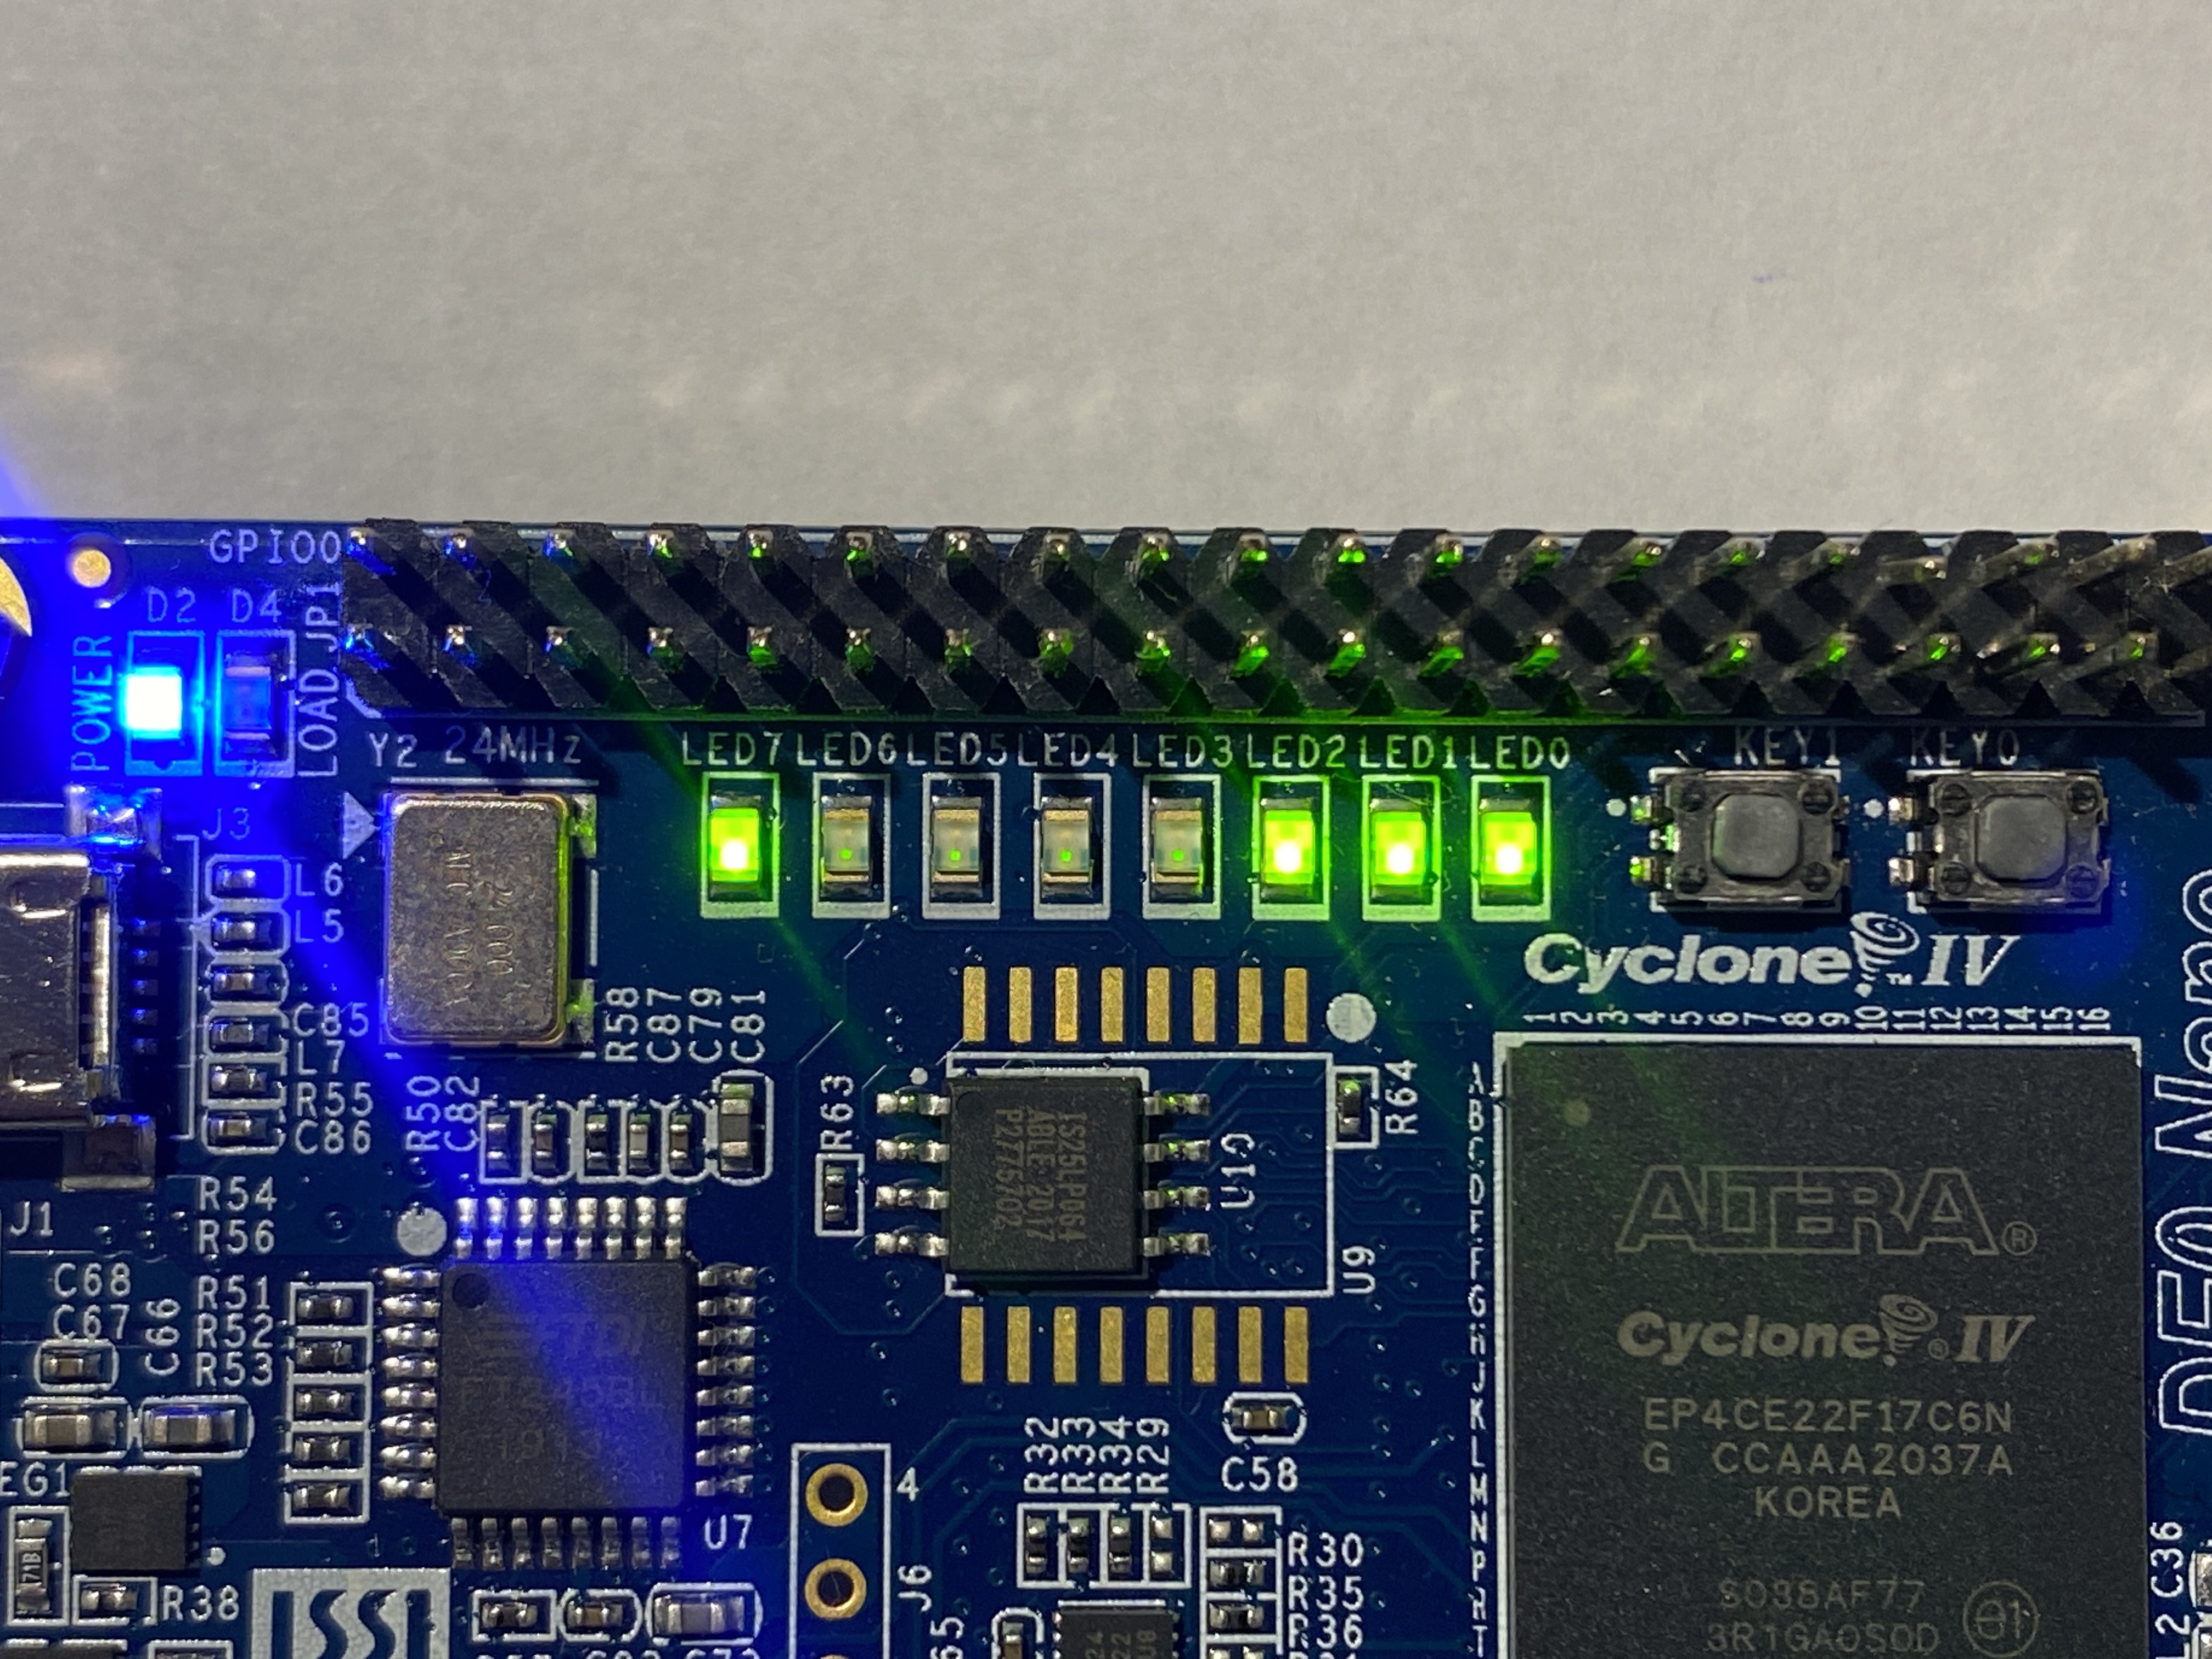 GPIO0
D2 D4
POWER
LOAD
JP1
Y2 24MHz
LED7 LED6 LED5 LED4 LED3 LED2 LED1 LED0
KEY1 KEY0
J3
L6
L5
C85
L7
R55
C86
R58
C87
C79
C81
R50
C82
Cyclone IV
1 2 3 4 5 6 7 8 9 10 11 12 13 14 15 16
DE0 Nano
R63
IS25LP064
U10
R64
U9
ALTERA®
Cyclone® IV
EP4CE22F17C6N
G CCAAA2037A
KOREA
R54
R56
J1
C68
C67
C66
R51
R52
R53
R32
R33
R34
R29
C58
4
U7
J6
R30
R35
R36
R38
ISSI
C36